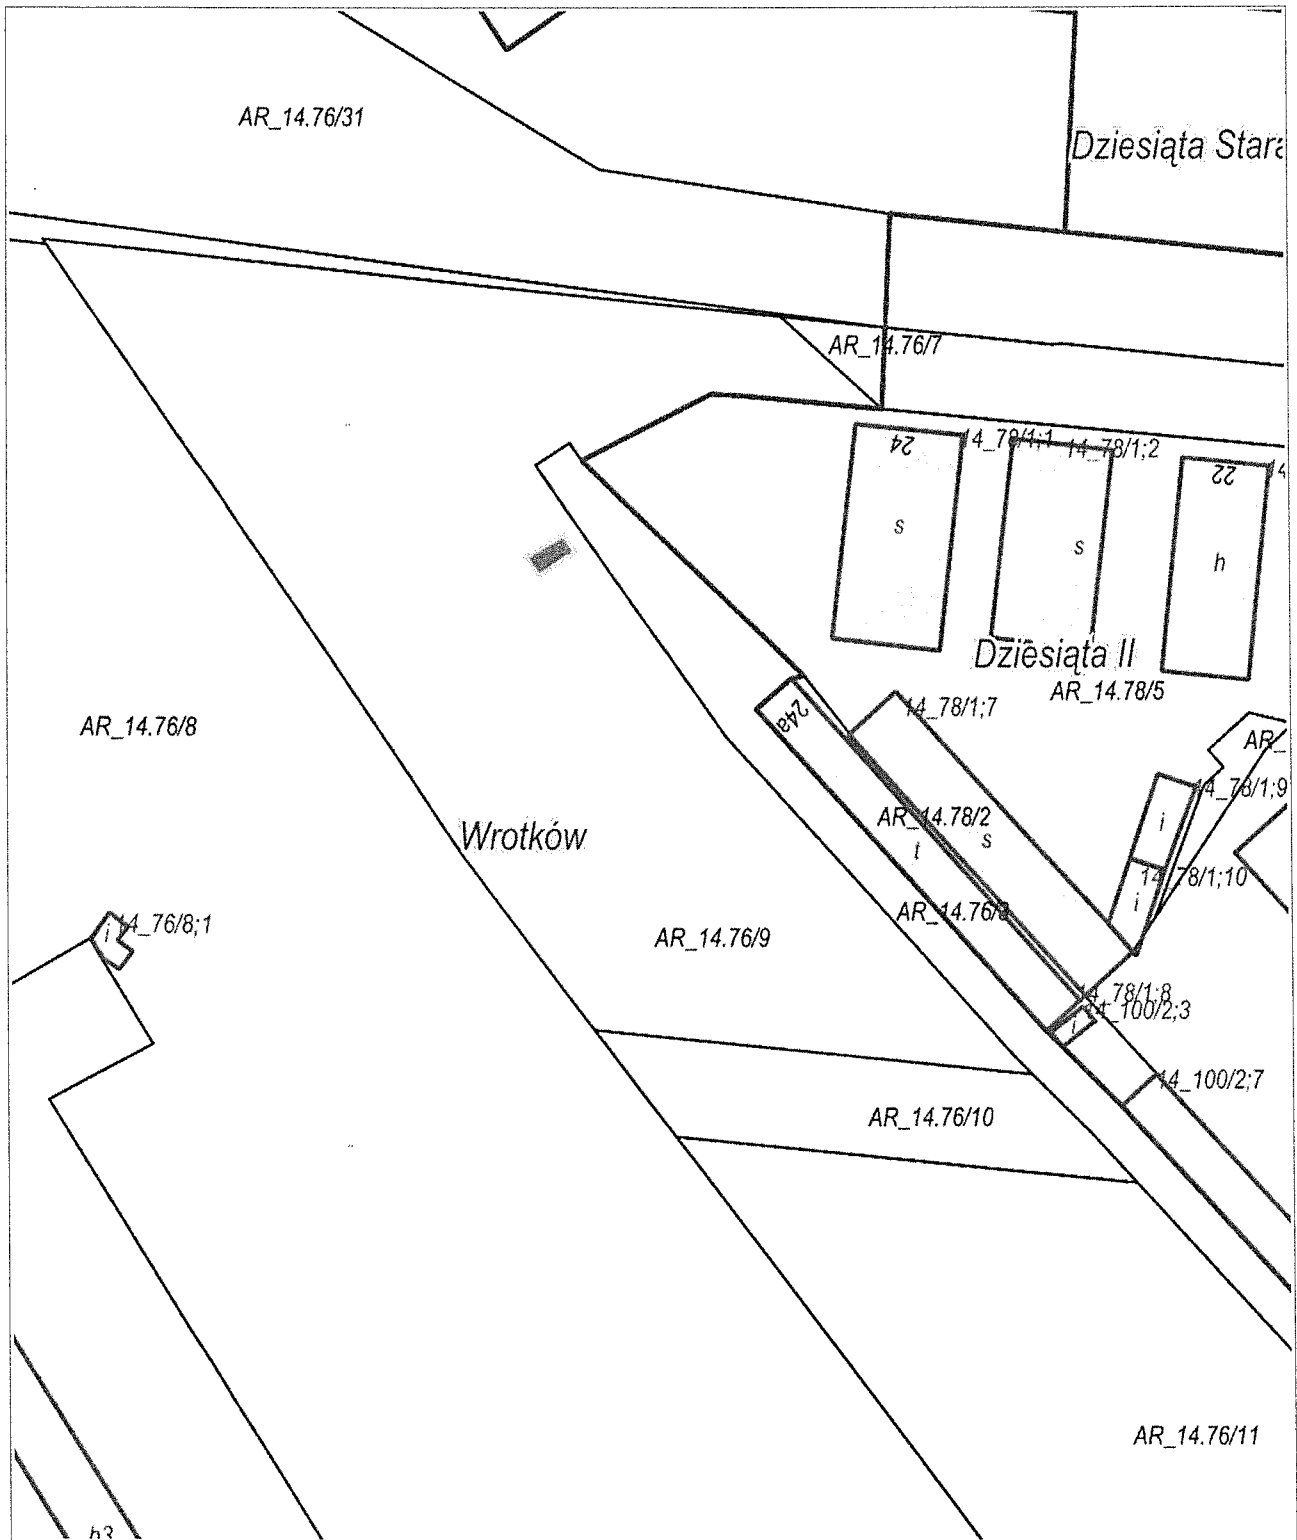 AR_14.76/31
Dziesiąta Stara
AR_14.76/7
24
14_78/1;1
14_78/1;2
22
14
s
s
h
Dziesiąta II
AR_14.78/5
14_78/1;7
24a
AR_14.76/8
AR_
14_78/1;9
AR_14.78/2
s
i
Wrotków
t
14_78/1;10
i
AR_14.76/3
14_76/8;1
i
AR_14.76/9
14_78/1;8
14_100/2;3
i
14_100/2;7
AR_14.76/10
AR_14.76/11
h3